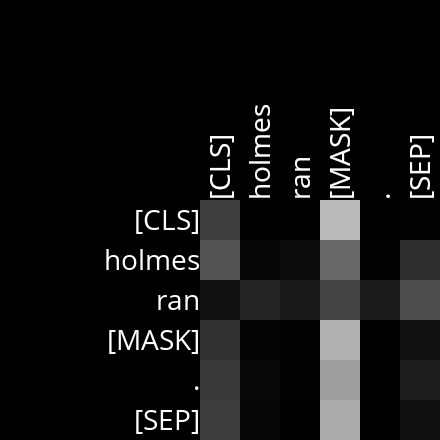 [CLS]
holmes
ran
[MASK]
.
[SEP]
[CLS]
holmes
ran
[MASK]
.
[SEP]